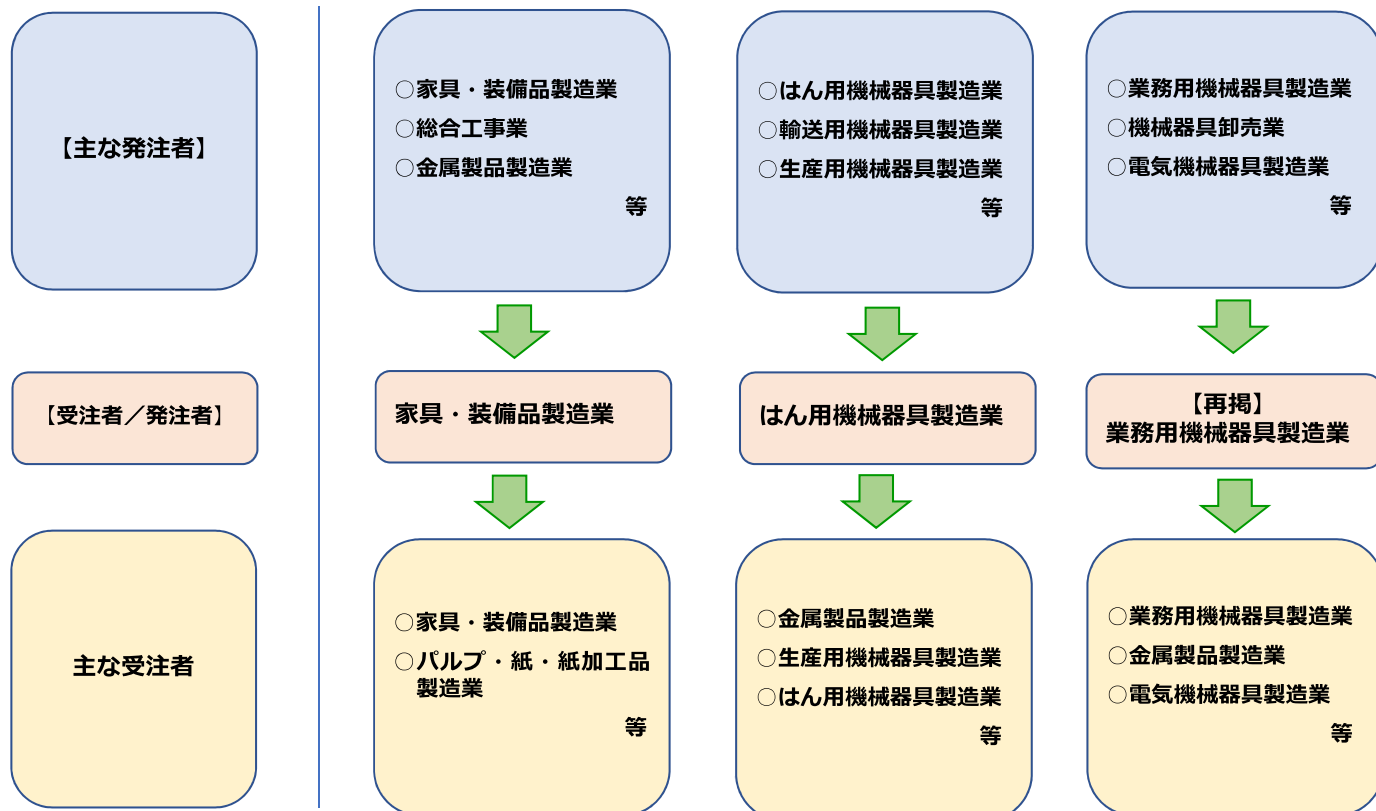 【主な発注者】
○家具・装備品製造業
○総合工事業
○金属製品製造業
等
○はん用機械器具製造業
○輸送用機械器具製造業
○生産用機械器具製造業
等
○業務用機械器具製造業
○機械器具卸売業
○電気機械器具製造業
等
【受注者／発注者】
家具・装備品製造業
はん用機械器具製造業
【再掲】
業務用機械器具製造業
主な受注者
○家具・装備品製造業
○パルプ・紙・紙加工品
製造業
等
○金属製品製造業
○生産用機械器具製造業
○はん用機械器具製造業
等
○業務用機械器具製造業
○金属製品製造業
○電気機械器具製造業
等